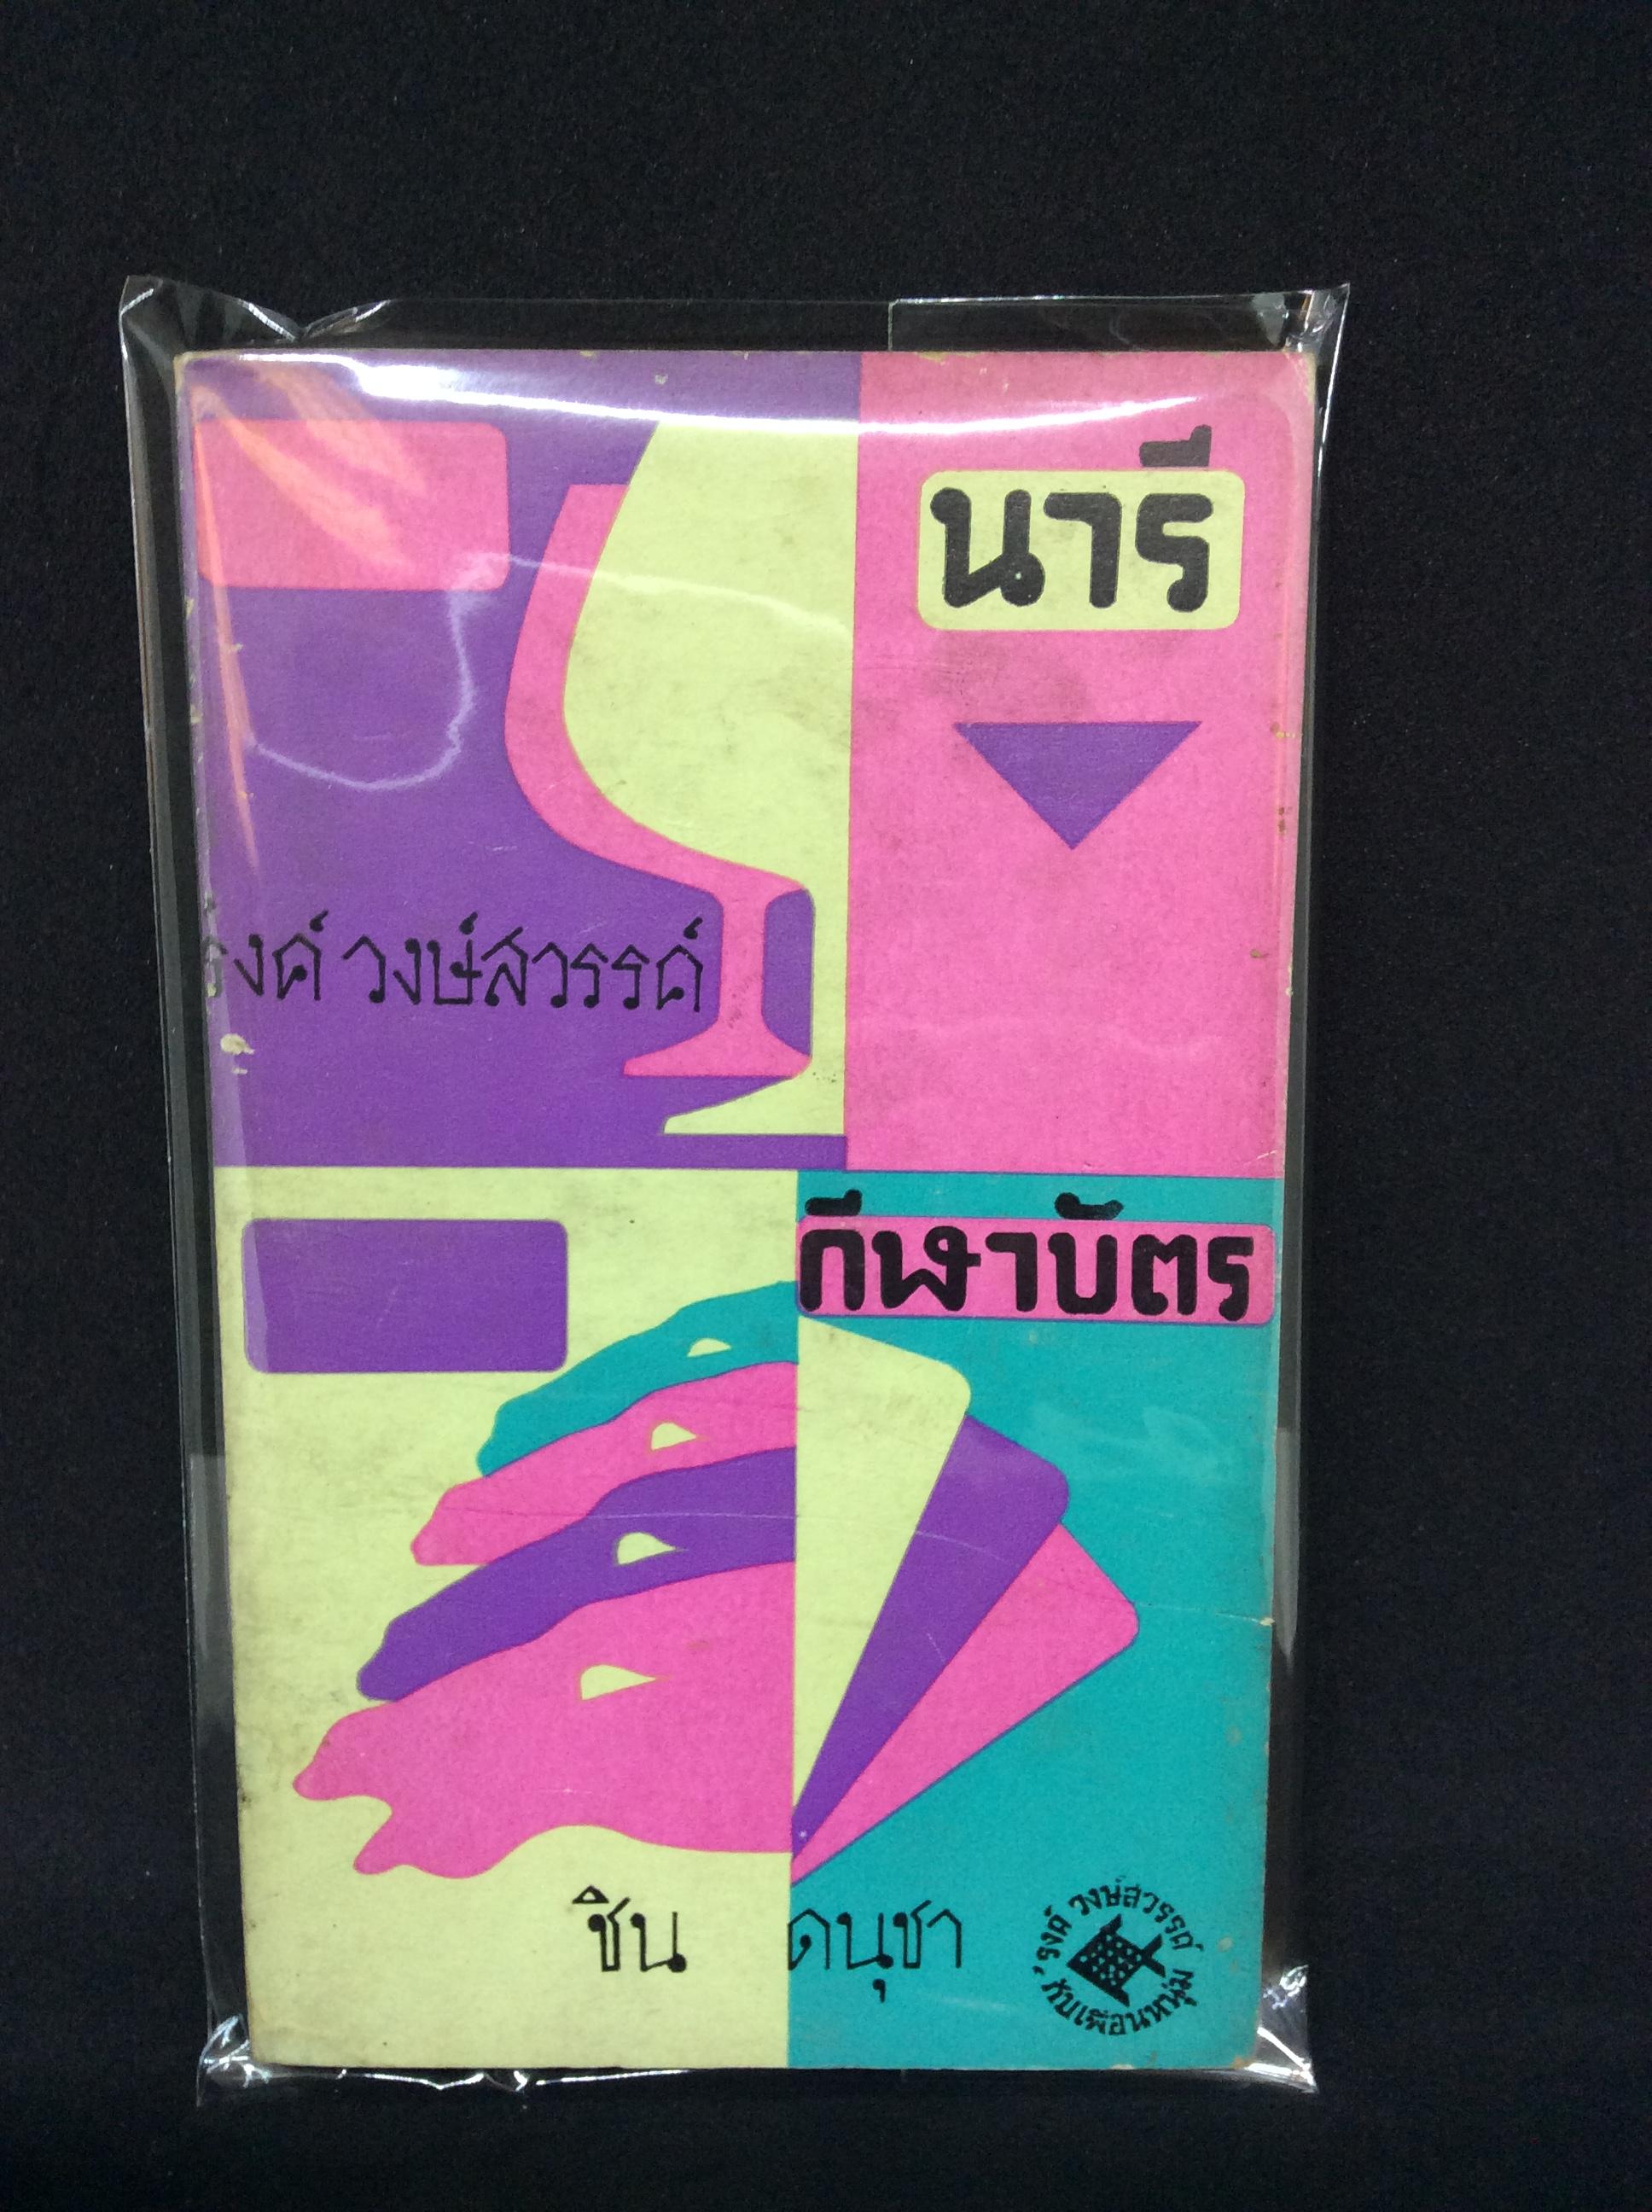 นารี
'รงค์ วงษ์สวรรค์
กีฬาบัตร
ชิน ดนุชา
'รงค์ วงษ์สวรรค์
กับเพื่อนหนุ่ม